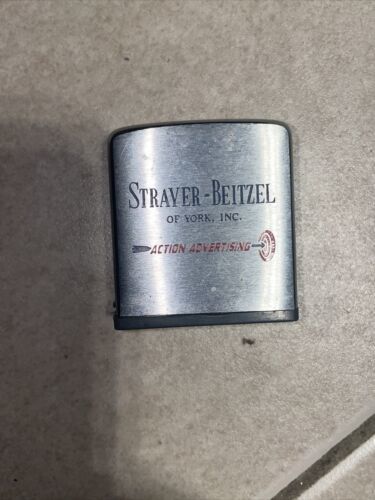 STRAYER-BEITZEL
OF YORK, INC.
ACTION ADVERTISING